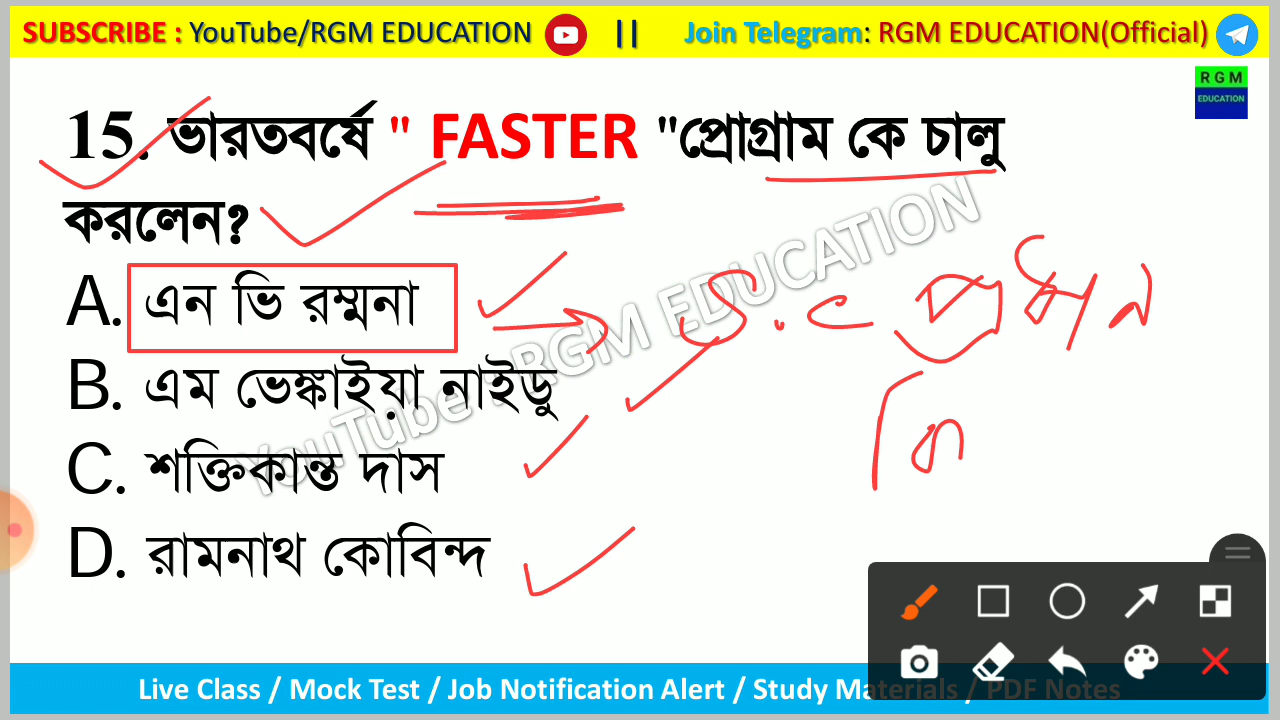 SUBSCRIBE : YouTube/RGM EDUCATION || Join Telegram: RGM EDUCATION(Official)
RGM
EDUCATION
15. ভারতবর্ষে " FASTER "প্রোগ্রাম কে চালু
করলেন?
A. এন ভি রম্মনা
S.C প্রধান
বি
B. এম ভেঙ্কাইয়া নাইডু
C. শক্তিকান্ত দাস
D. রামনাথ কোবিন্দ
YouTube : RGM EDUCATION
Live Class / Mock Test / Job Notification Alert / Study Materials / PDF Notes